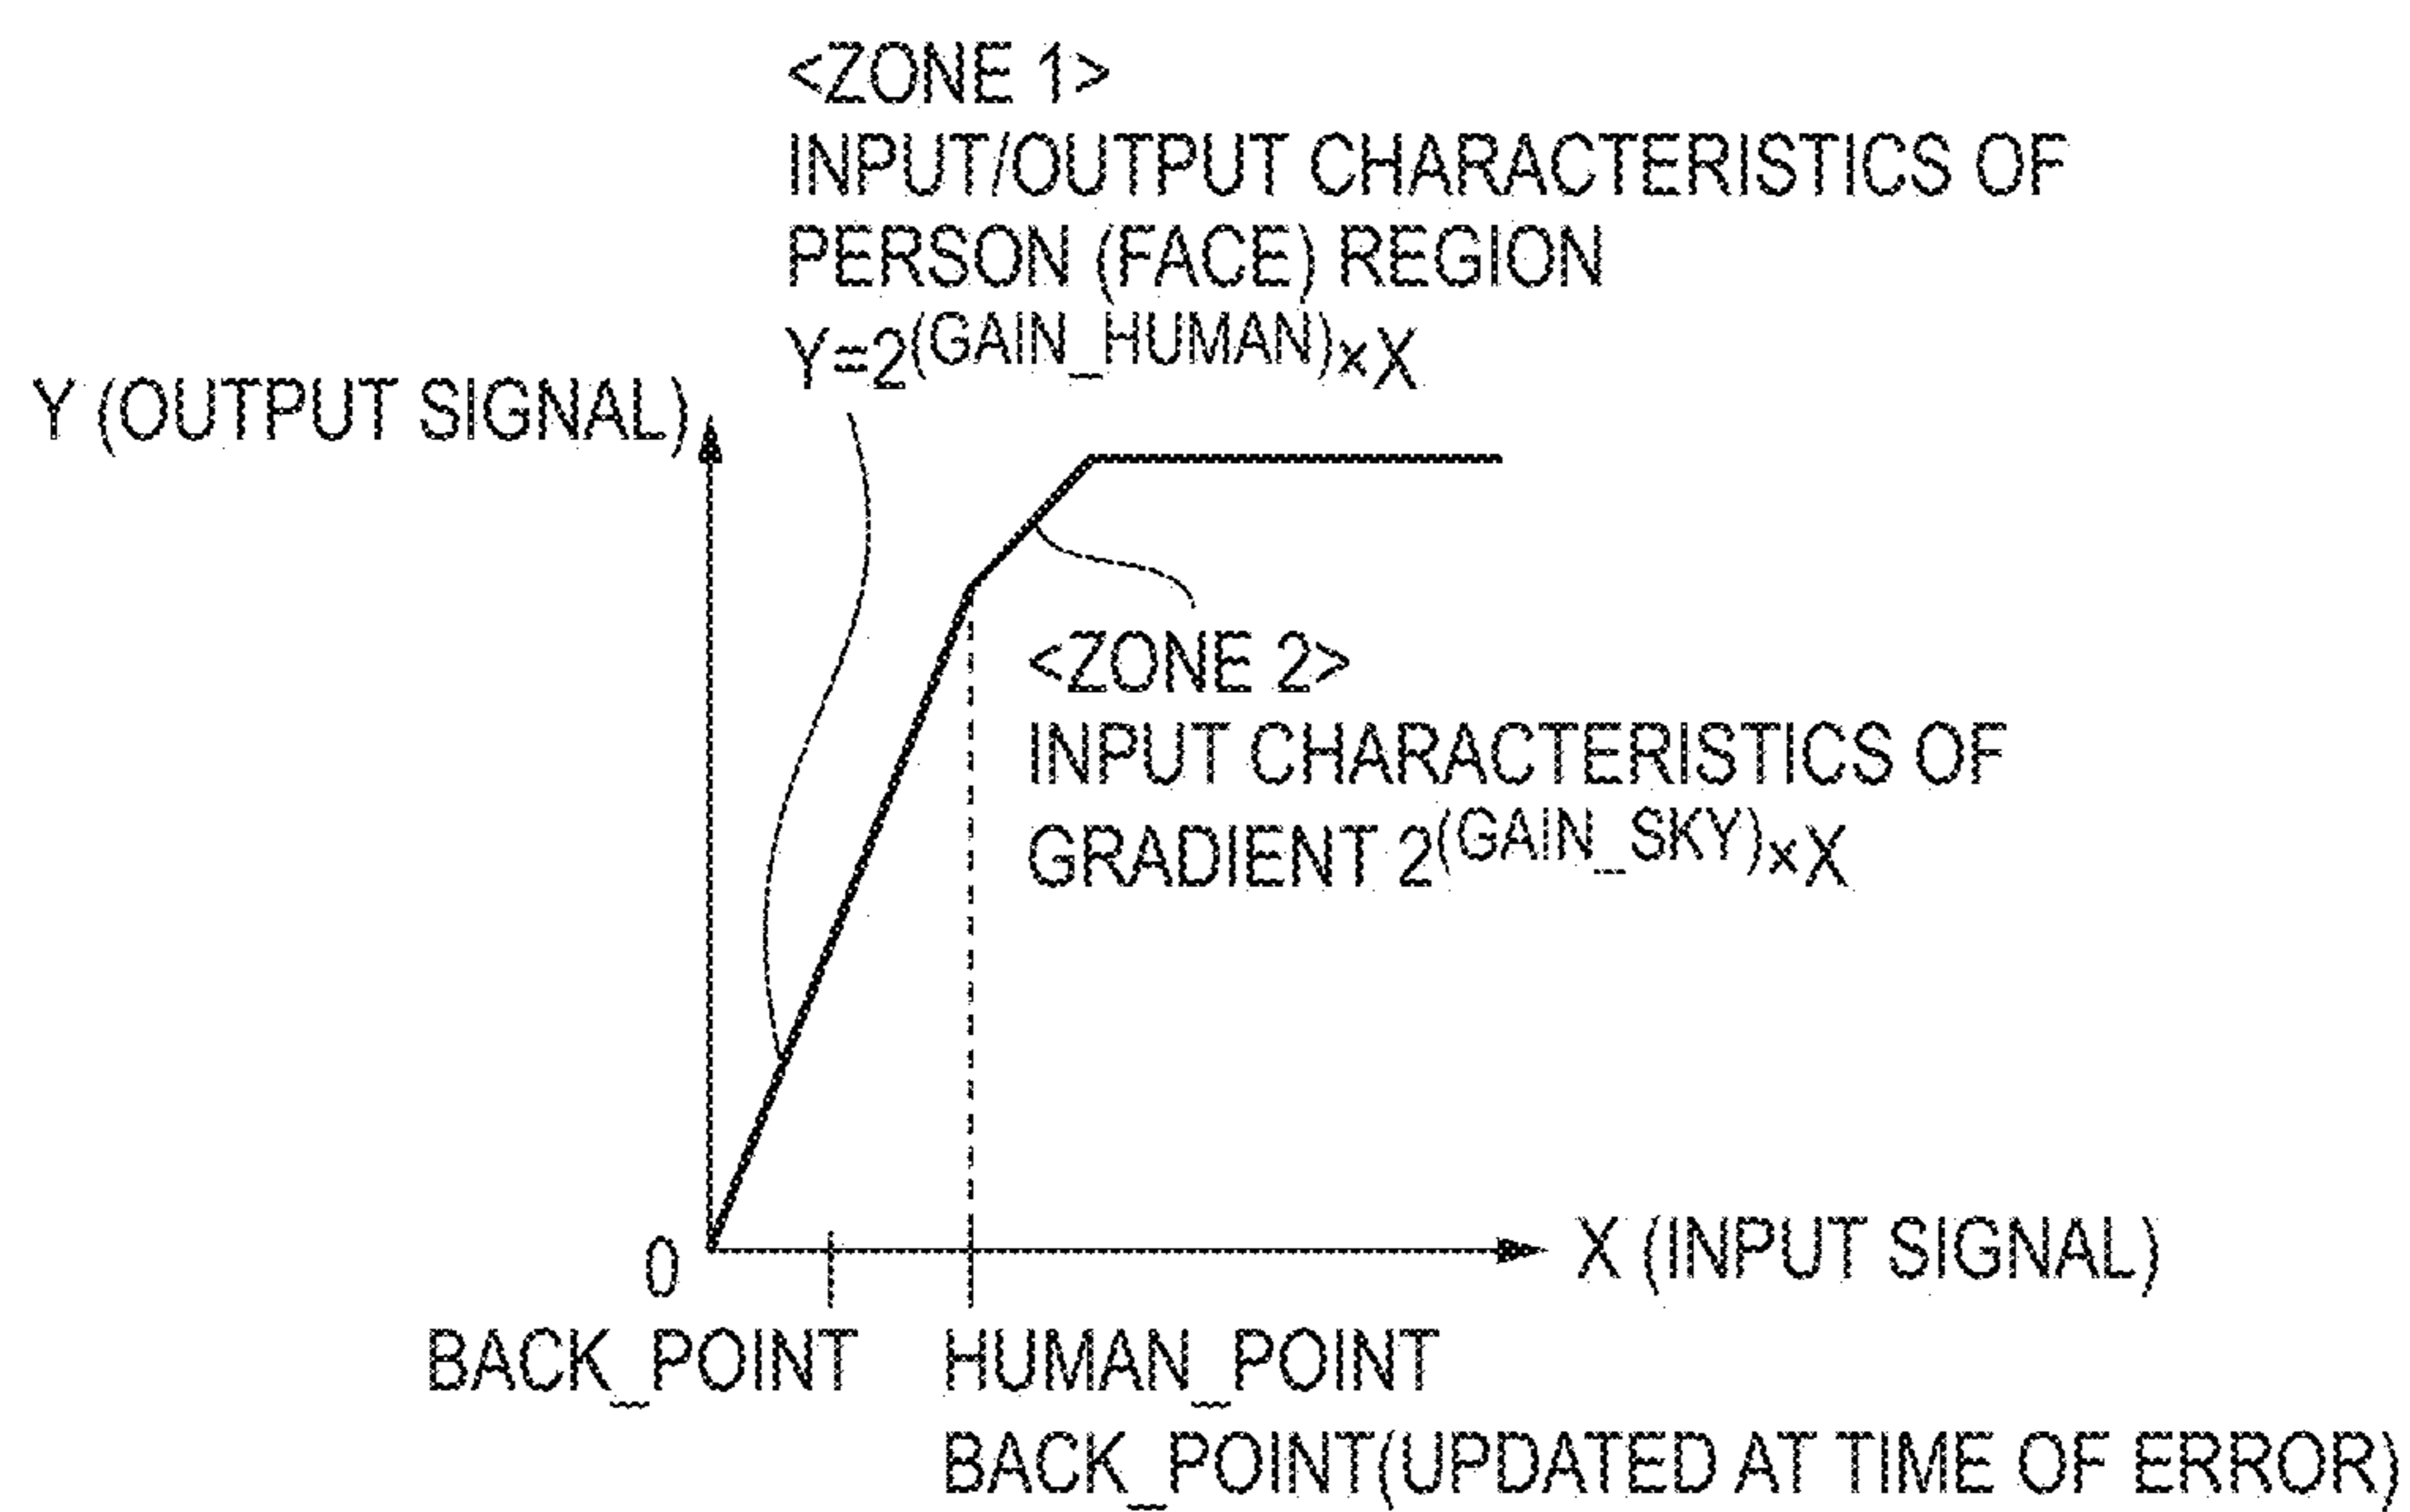 <ZONE 1>
INPUT/OUTPUT CHARACTERISTICS OF
PERSON (FACE) REGION
Y=2^(GAIN_HUMAN)×X
Y (OUTPUT SIGNAL)
<ZONE 2>
INPUT CHARACTERISTICS OF
GRADIENT 2^(GAIN_SKY)×X
0
X (INPUT SIGNAL)
BACK_POINT
HUMAN_POINT
BACK_POINT(UPDATED AT TIME OF ERROR)